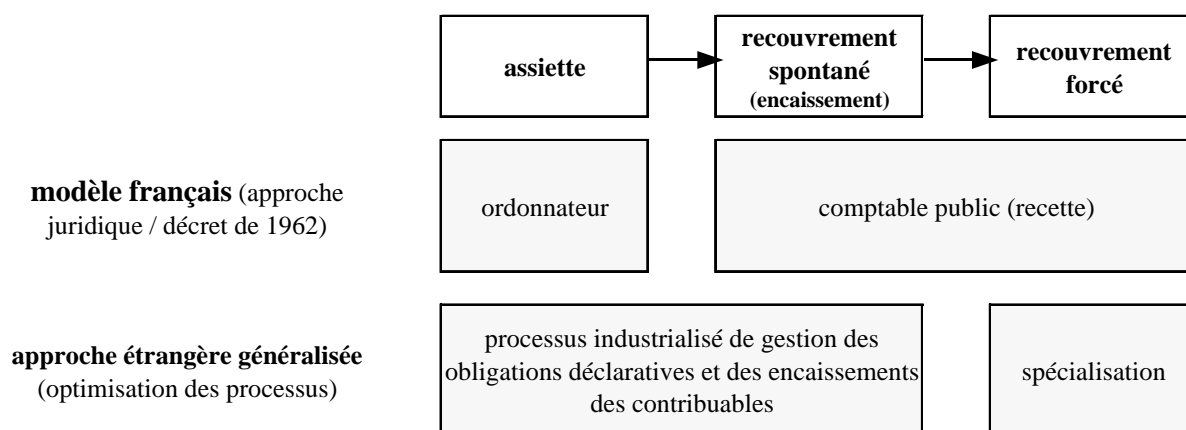 assiette
recouvrement
spontané
(encaissement)
recouvrement
forcé
modèle français (approche
juridique / décret de 1962)
ordonnateur
comptable public (recette)
approche étrangère généralisée
(optimisation des processus)
processus industrialisé de gestion des
obligations déclaratives et des encaissements
des contribuables
spécialisation